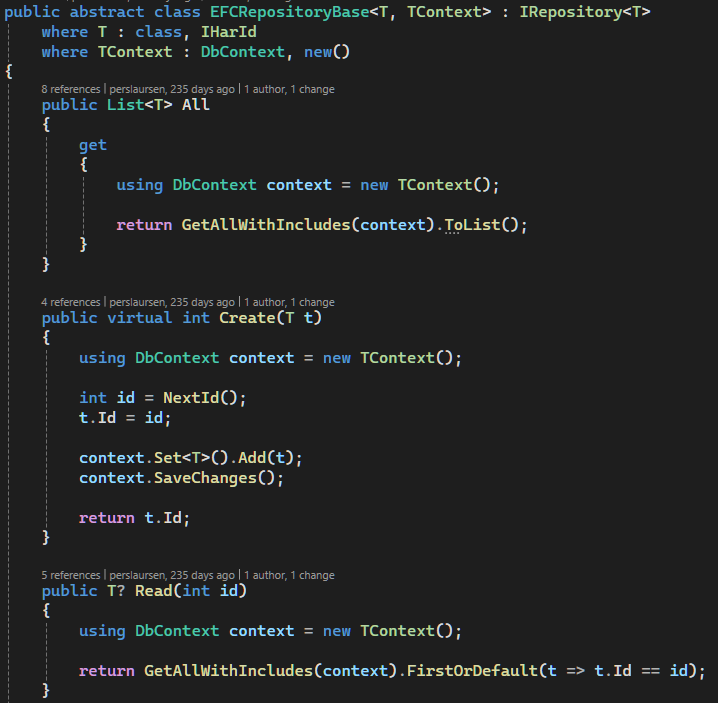 public abstract class EFCRepositoryBase<T, TContext> : IRepository<T>
where T : class, IHarId
where TContext : DbContext, new()
{
8 references | perslaursen, 235 days ago | 1 author, 1 change
public List<T> All
{
get
{
using DbContext context = new TContext();
return GetAllWithIncludes(context).ToList();
}
}
4 references | perslaursen, 235 days ago | 1 author, 1 change
public virtual int Create(T t)
{
using DbContext context = new TContext();
int id = NextId();
t.Id = id;
context.Set<T>().Add(t);
context.SaveChanges();
return t.Id;
}
5 references | perslaursen, 235 days ago | 1 author, 1 change
public T? Read(int id)
{
using DbContext context = new TContext();
return GetAllWithIncludes(context).FirstOrDefault(t => t.Id == id);
}